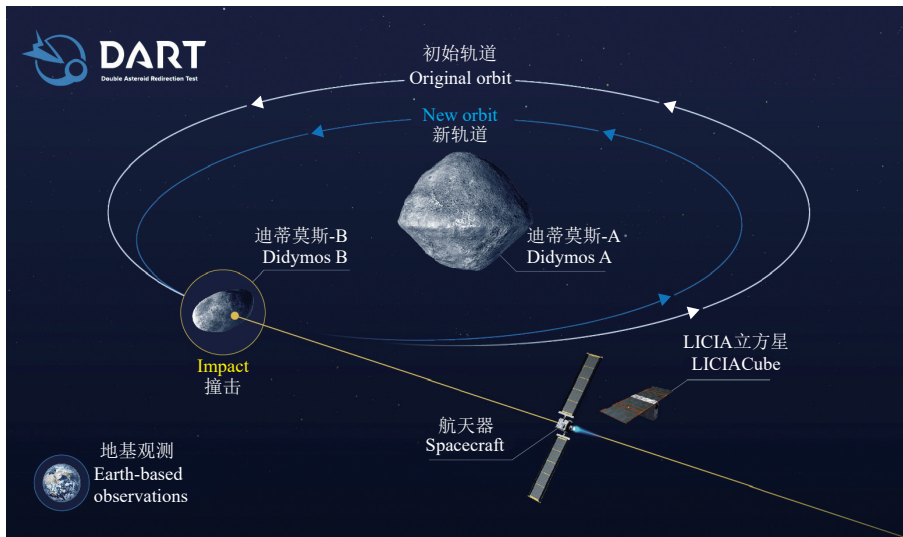 DART
Double Asteroid Redirection Test
初始轨道
Original orbit
New orbit
新轨道
迪蒂莫斯-B
Didymos B
迪蒂莫斯-A
Didymos A
Impact
撞击
LICIA立方星
LICIACube
航天器
Spacecraft
地基观测
Earth-based
observations